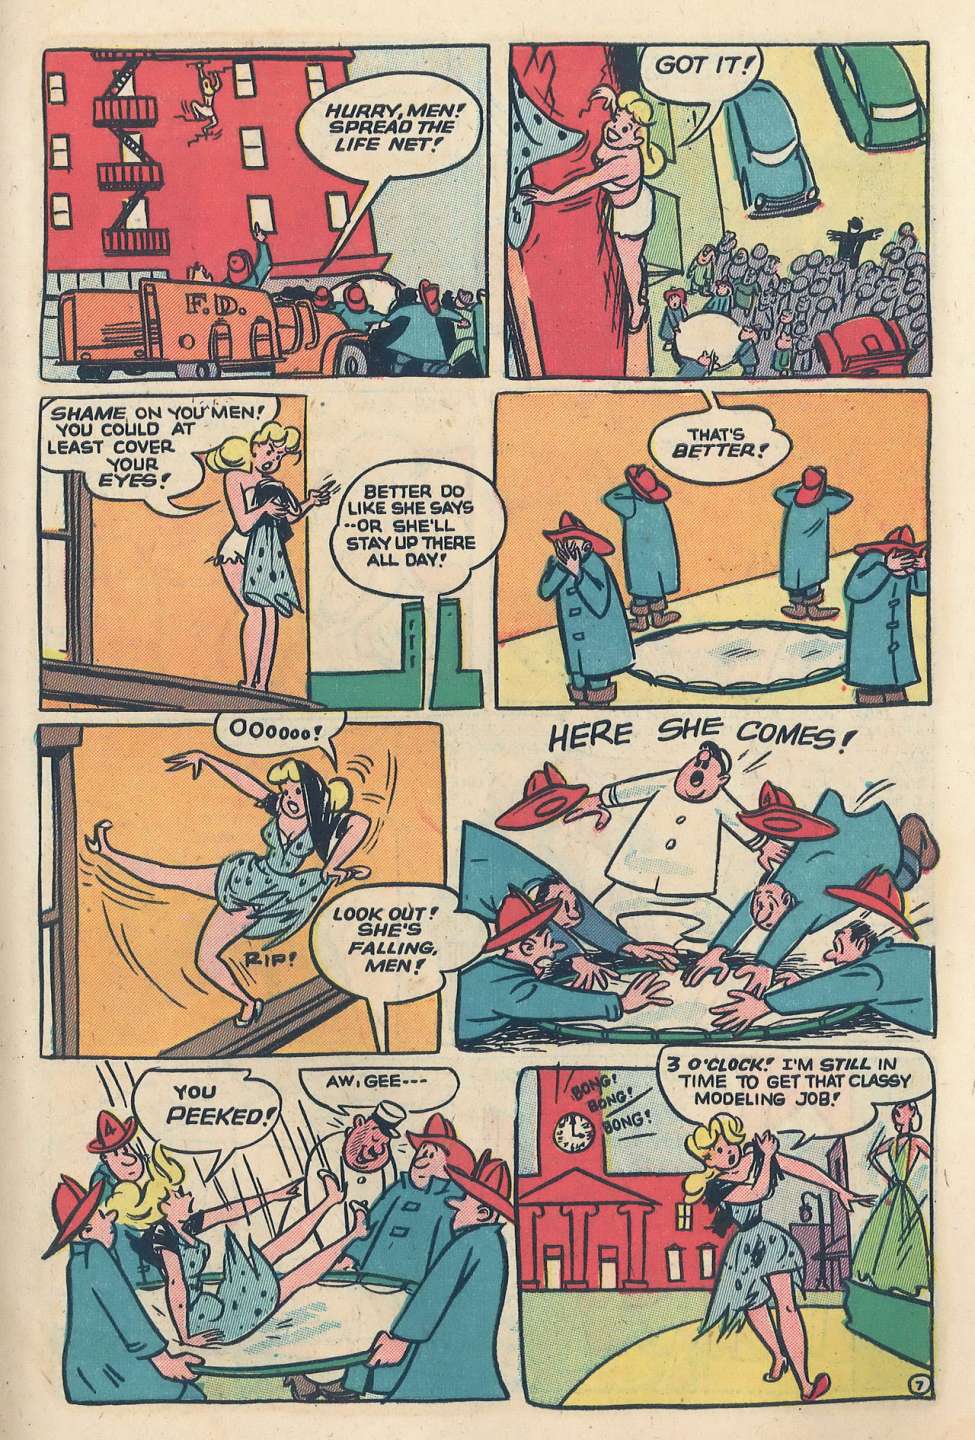 HURRY, MEN!
SPREAD THE
LIFE NET!
F.D.
GOT IT!
SHAME ON YOU MEN!
YOU COULD AT
LEAST COVER
YOUR
EYES!
BETTER DO
LIKE SHE SAYS
--OR SHE'LL
STAY UP THERE
ALL DAY!
THAT'S
BETTER!
OOooooo!
RIP!
LOOK OUT!
SHE'S
FALLING,
MEN!
HERE SHE COMES!
4
YOU
PEEKED!
AW, GEE---
4
BONG!
BONG!
BONG!
3 O'CLOCK! I'M STILL IN
TIME TO GET THAT CLASSY
MODELING JOB!
7